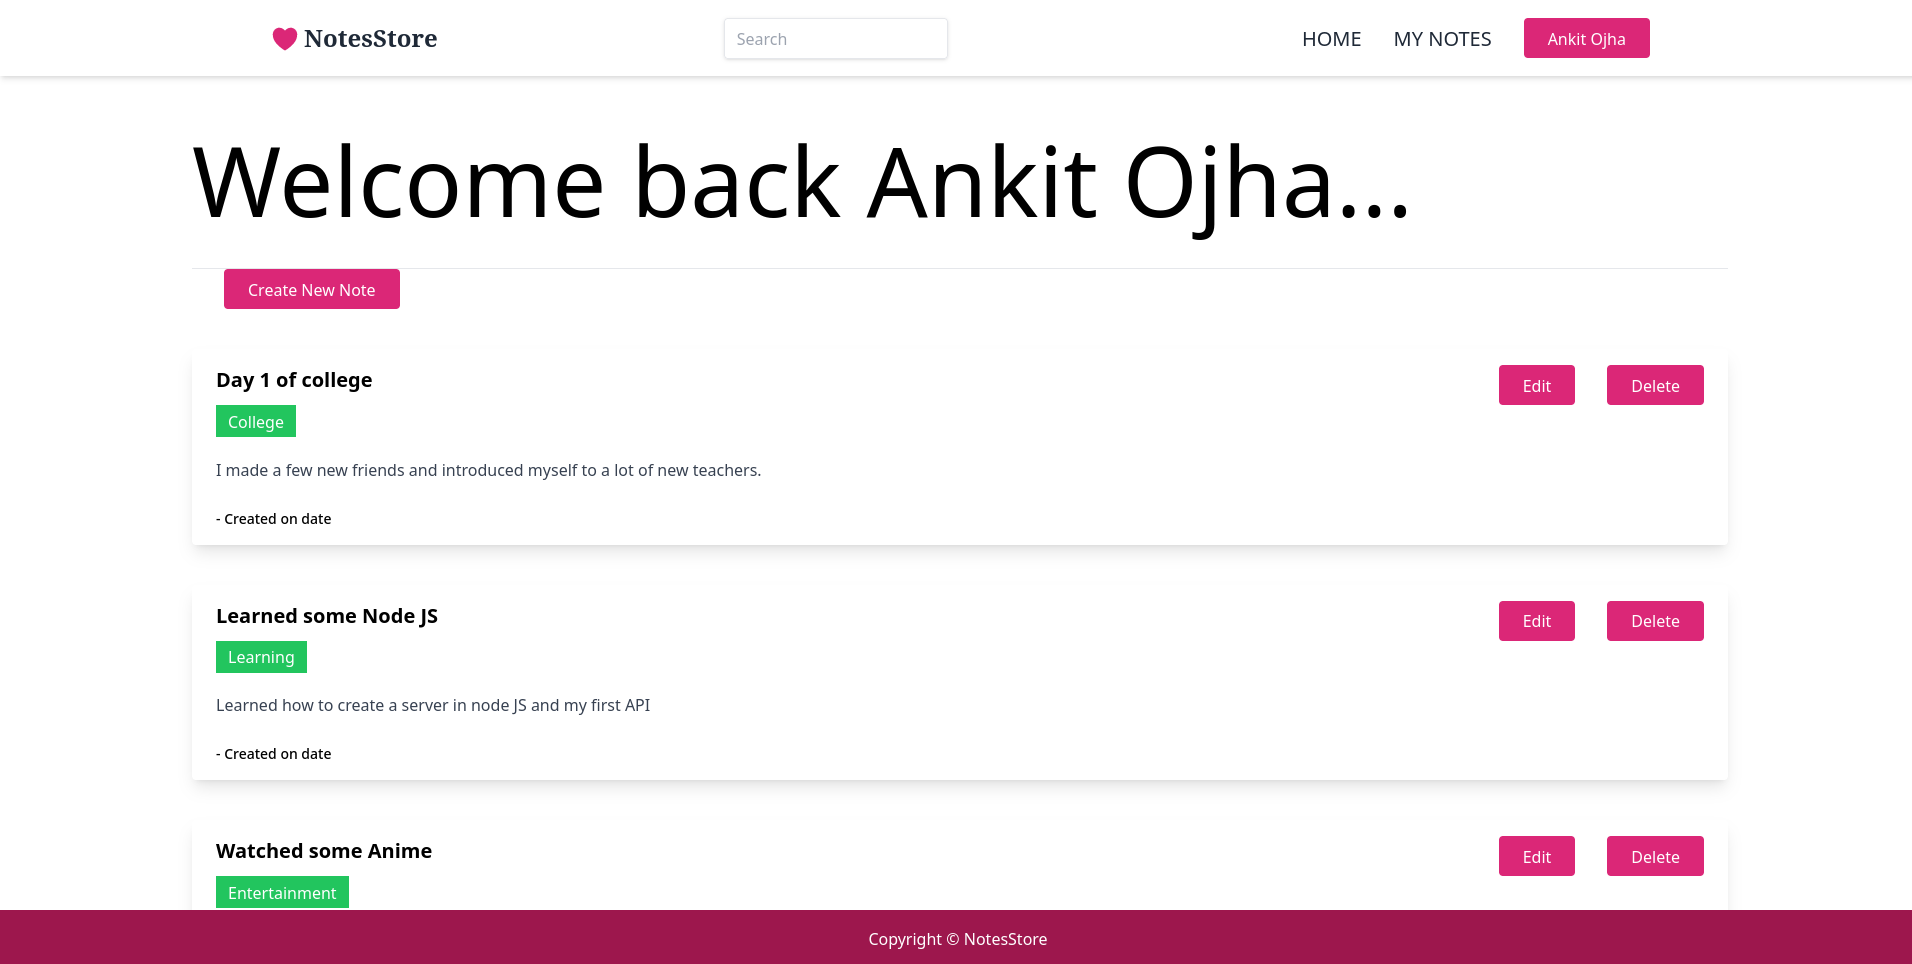 NotesStore
Search
HOME
MY NOTES
Ankit Ojha
Welcome back Ankit Ojha...
Create New Note
Day 1 of college
Edit
Delete
College
I made a few new friends and introduced myself to a lot of new teachers.
- Created on date
Learned some Node JS
Edit
Delete
Learning
Learned how to create a server in node JS and my first API
- Created on date
Watched some Anime
Edit
Delete
Entertainment
Copyright © NotesStore